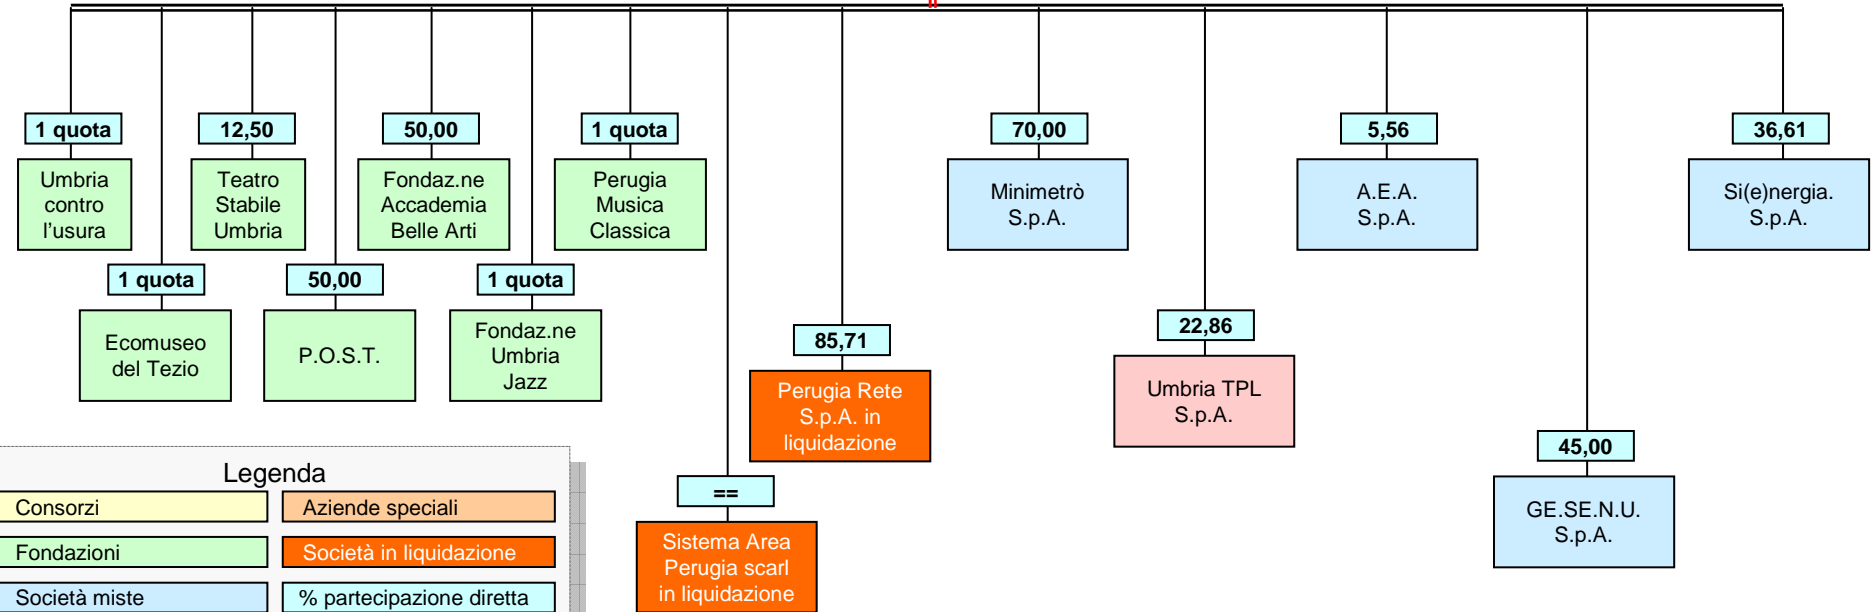 1 quota
Umbria
contro
l'usura
1 quota
Ecomuseo
del Tezio
12,50
Teatro
Stabile
Umbria
50,00
P.O.S.T.
50,00
Fondaz.ne
Accademia
Belle Arti
1 quota
Fondaz.ne
Umbria
Jazz
1 quota
Perugia
Musica
Classica
==
Sistema Area
Perugia scarl
in liquidazione
85,71
Perugia Rete
S.p.A. in
liquidazione
70,00
Minimetrò
S.p.A.
22,86
Umbria TPL
S.p.A.
5,56
A.E.A.
S.p.A.
45,00
GE.SE.N.U.
S.p.A.
36,61
Si(e)nergia.
S.p.A.
Legenda
Consorzi
Aziende speciali
Fondazioni
Società in liquidazione
Società miste
% partecipazione diretta